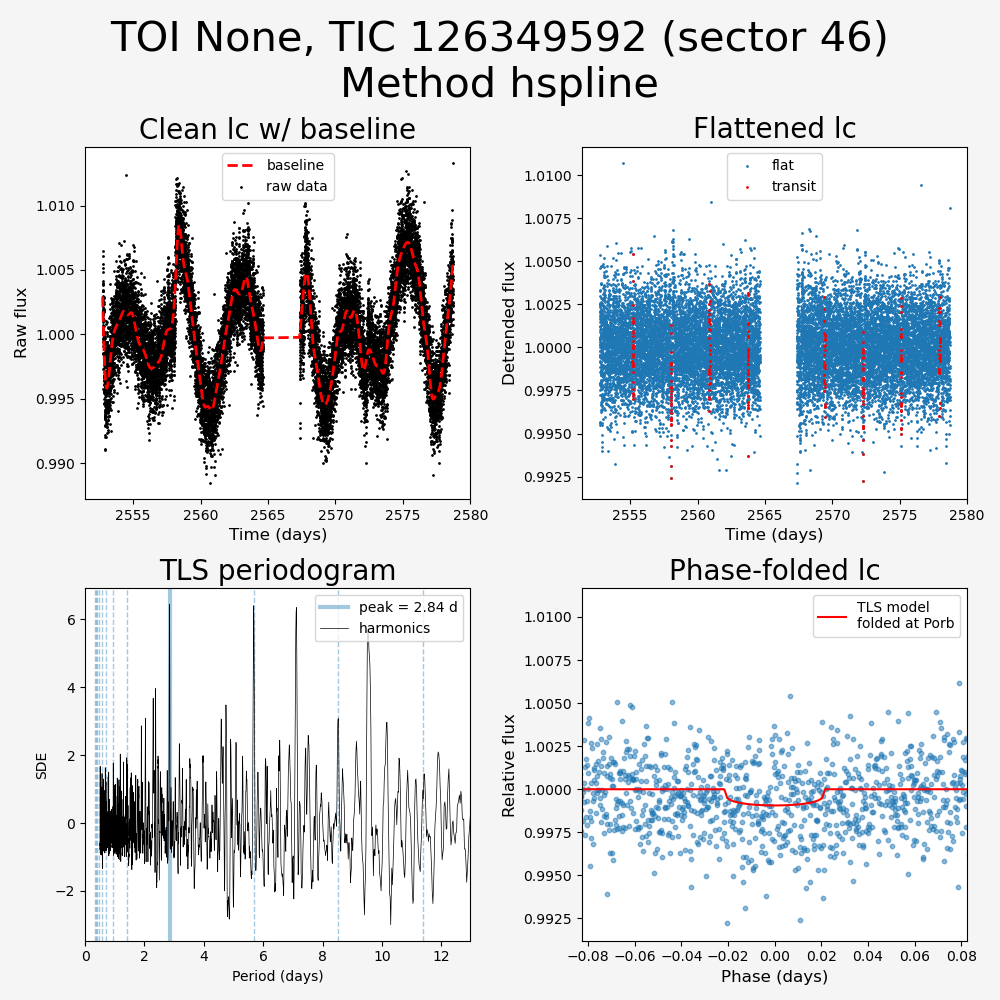 TOI None, TIC 126349592 (sector 46)
Method hspline
Clean lc w/ baseline
baseline
raw data
Raw flux
1.010
1.005
1.000
0.995
0.990
2555 2560 2565 2570 2575 2580
Time (days)
Flattened lc
flat
transit
Detrended flux
1.0100
1.0075
1.0050
1.0025
1.0000
0.9975
0.9950
0.9925
2555 2560 2565 2570 2575 2580
Time (days)
TLS periodogram
peak = 2.84 d
harmonics
SDE
6
4
2
0
−2
0 2 4 6 8 10 12
Period (days)
Phase-folded lc
TLS model
folded at Porb
Relative flux
1.0100
1.0075
1.0050
1.0025
1.0000
0.9975
0.9950
0.9925
−0.08 −0.06 −0.04 −0.02 0.00 0.02 0.04 0.06 0.08
Phase (days)